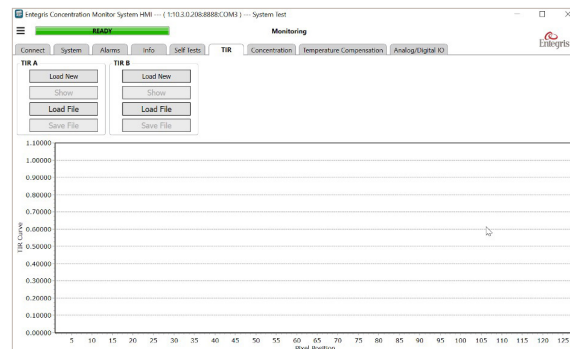 Entegris Concentration Monitor System HMI --- ( 1:10.3.0.208:8888:COM3 ) --- System Test
READY Monitoring
Entegris
Connect System Alarms Info Self Tests TIR Concentration Temperature Compensation Analog/Digital IO
TIR A TIR B
Load New Load New
Show Show
Load File Load File
Save File Save File
1.10000
1.00000
0.90000
0.80000
0.70000
0.60000
0.50000
0.40000
0.30000
0.20000
0.10000
0.00000
TIR Curve
5 10 15 20 25 30 35 40 45 50 55 60 65 70 75 80 85 90 95 100 105 110 115 120 125
Pixel Position